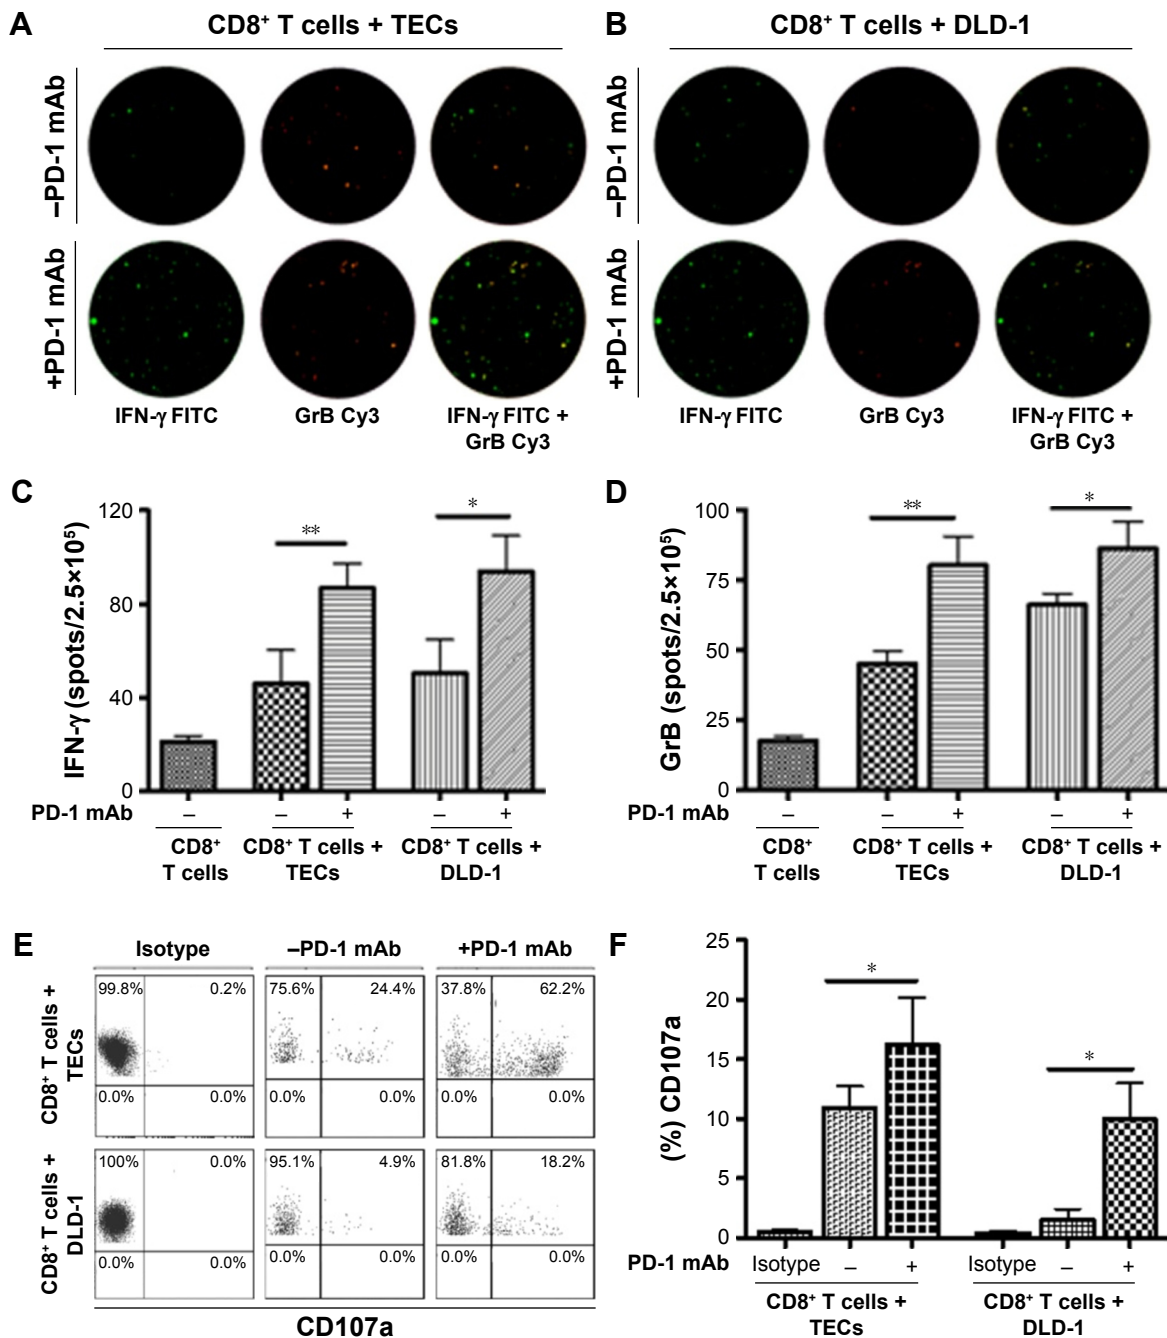 A
CD8⁺ T cells + TECs
–PD-1 mAb
+PD-1 mAb
IFN-γ FITC
GrB Cy3
IFN-γ FITC +
GrB Cy3
B
CD8⁺ T cells + DLD-1
–PD-1 mAb
+PD-1 mAb
IFN-γ FITC
GrB Cy3
IFN-γ FITC +
GrB Cy3
C
IFN-γ (spots/2.5×10⁵)
120
80
40
0
**
*
PD-1 mAb
– – + – +
CD8⁺
T cells
CD8⁺ T cells +
TECs
CD8⁺ T cells +
DLD-1
D
GrB (spots/2.5×10⁵)
100
75
50
25
0
**
*
– – + – +
CD8⁺
T cells
CD8⁺ T cells +
TECs
CD8⁺ T cells +
DLD-1
E
Isotype –PD-1 mAb +PD-1 mAb
CD8⁺ T cells +
TECs
99.8% 0.2% 75.6% 24.4% 37.8% 62.2%
0.0% 0.0% 0.0% 0.0% 0.0% 0.0%
CD8⁺ T cells +
DLD-1
100% 0.0% 95.1% 4.9% 81.8% 18.2%
0.0% 0.0% 0.0% 0.0% 0.0% 0.0%
CD107a
F
(%) CD107a
25
20
15
10
5
0
*
*
PD-1 mAb
Isotype – + Isotype – +
CD8⁺ T cells +
TECs
CD8⁺ T cells +
DLD-1